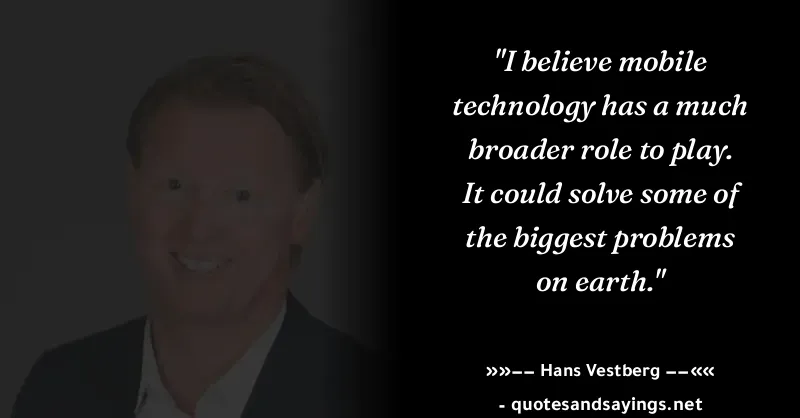 "I believe mobile
technology has a much
broader role to play.
It could solve some of
the biggest problems
on earth."
»»−− Hans Vestberg −−««
- quotesandsayings.net